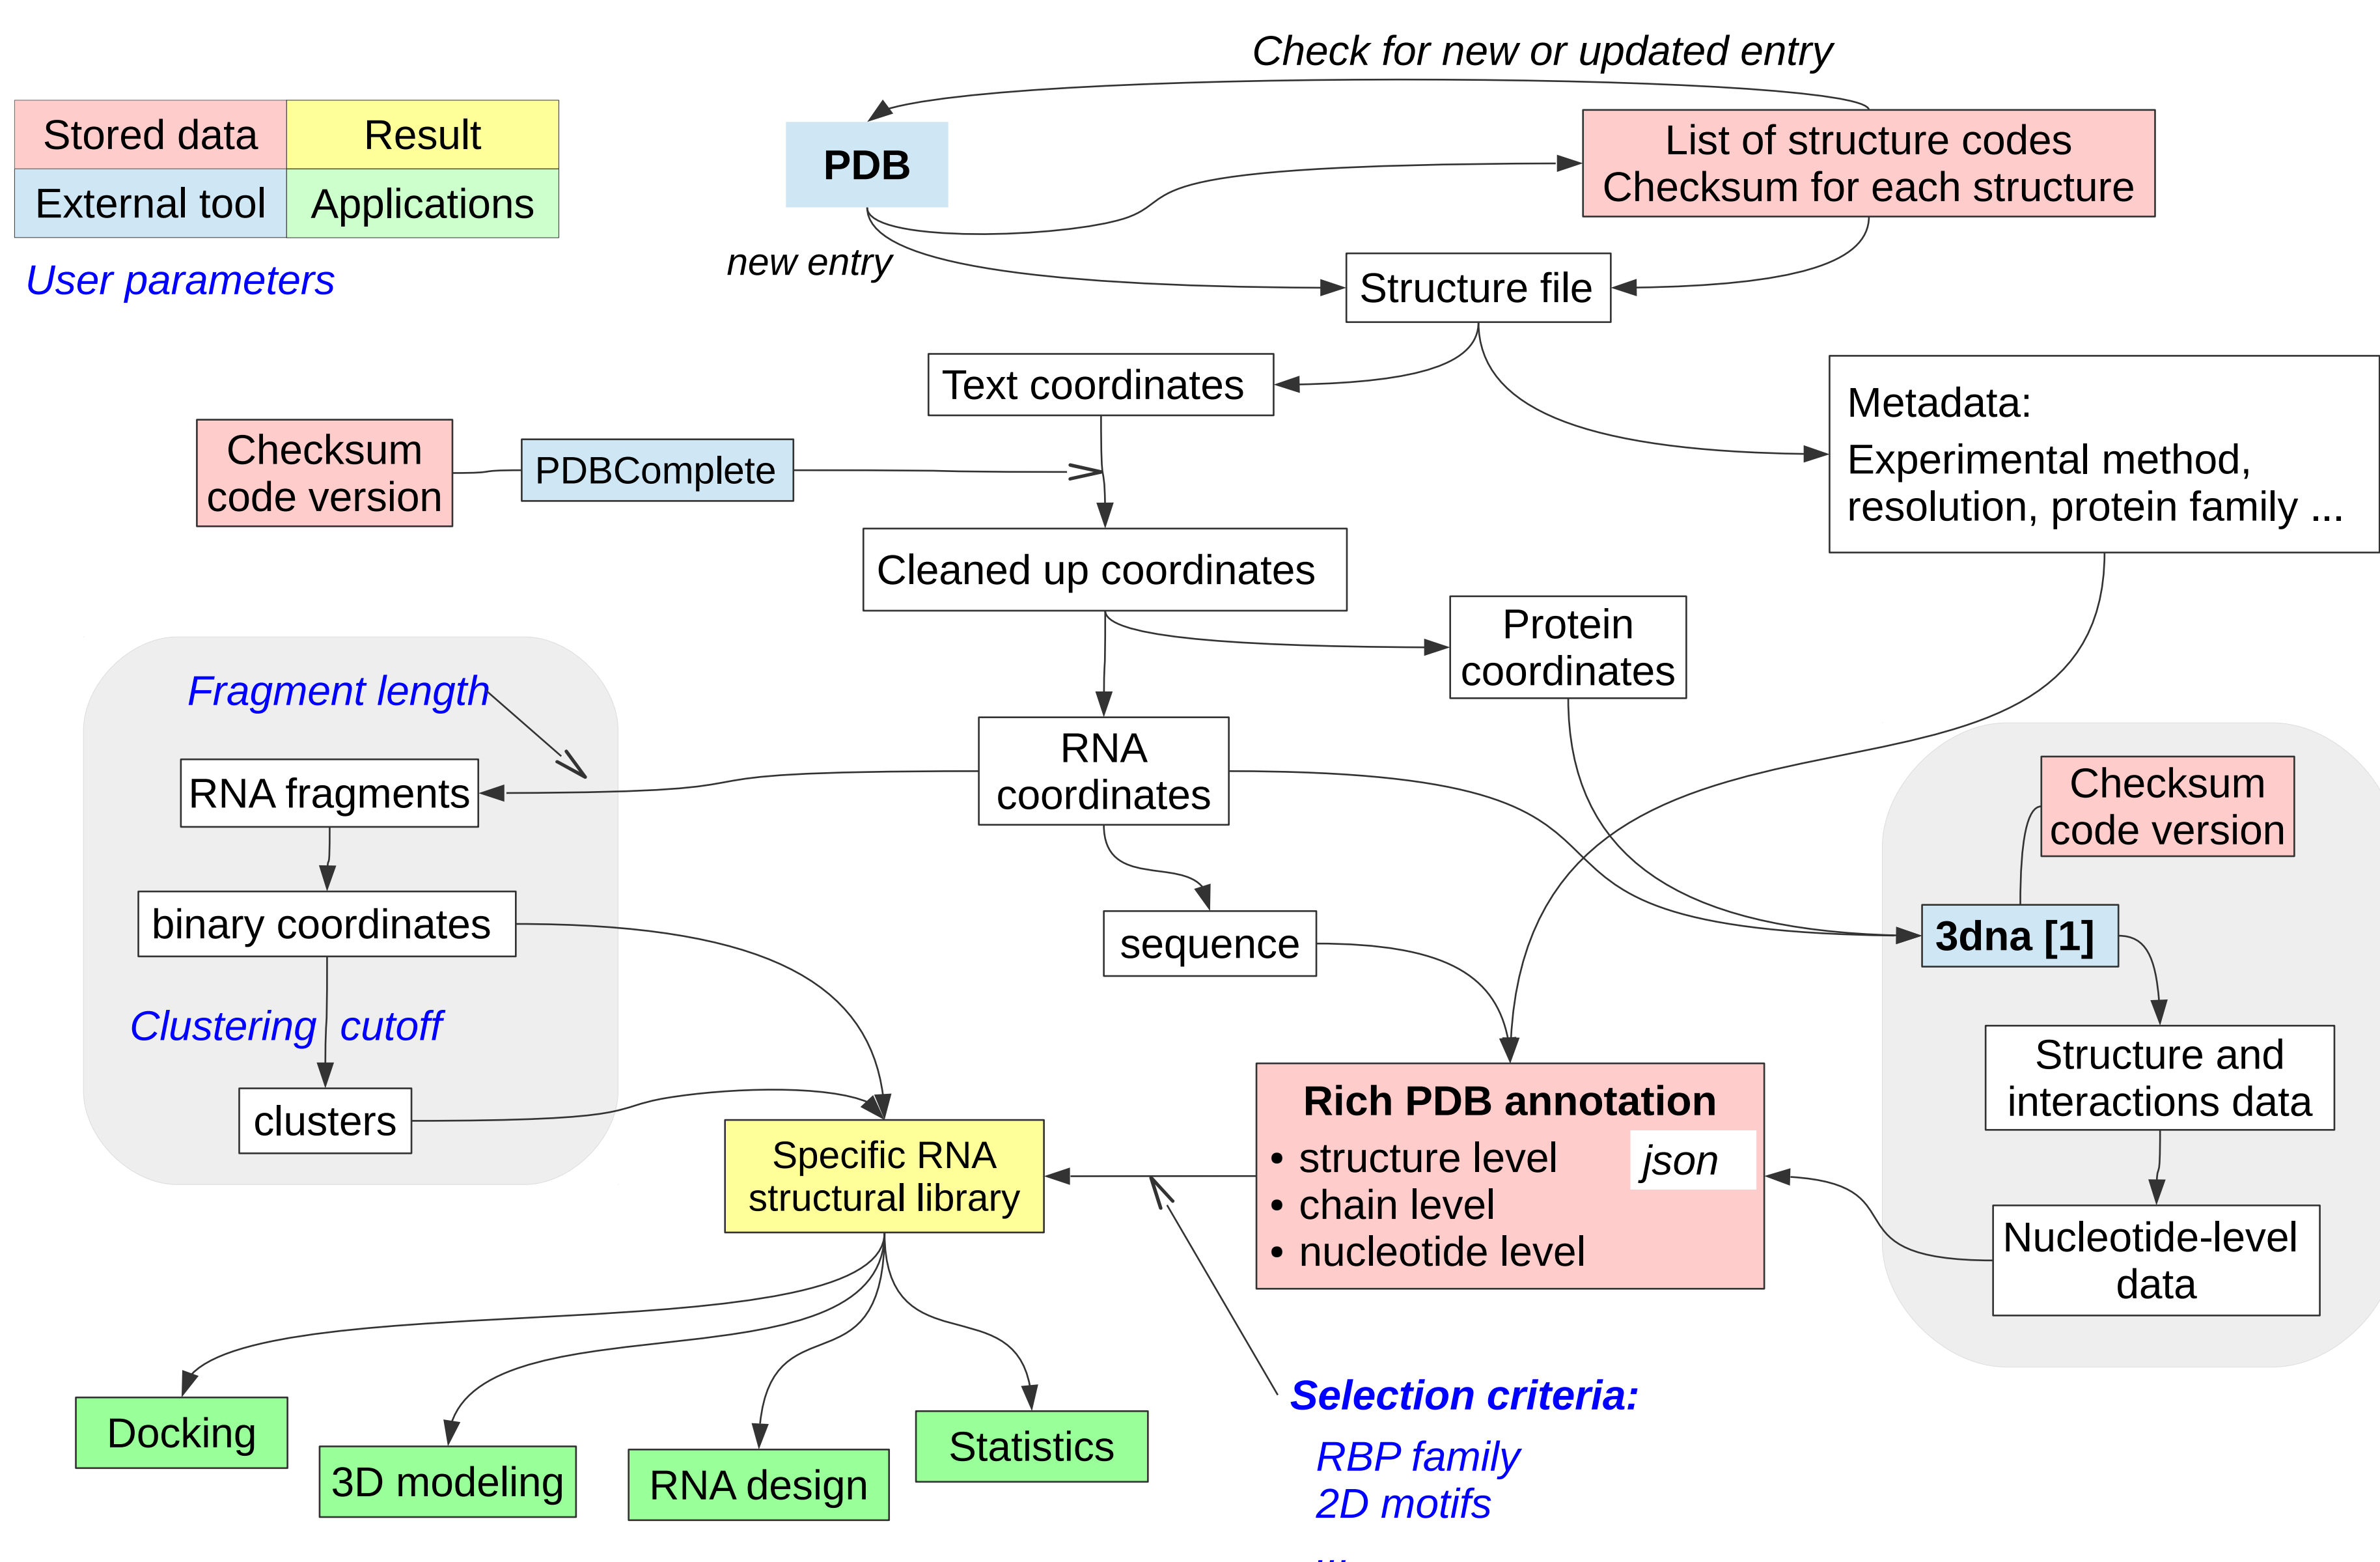 Check for new or updated entry
Stored data
Result
External tool
Applications
User parameters
PDB
List of structure codes
Checksum for each structure
new entry
Structure file
Text coordinates
Metadata:
Experimental method,
resolution, protein family ...
Checksum
code version
PDBComplete
Cleaned up coordinates
Protein
coordinates
Fragment length
RNA fragments
RNA
coordinates
Checksum
code version
binary coordinates
sequence
3dna [1]
Clustering cutoff
clusters
Structure and
interactions data
Specific RNA
structural library
Rich PDB annotation
• structure level
json
• chain level
• nucleotide level
Nucleotide-level
data
Docking
3D modeling
RNA design
Statistics
Selection criteria:
RBP family
2D motifs
...